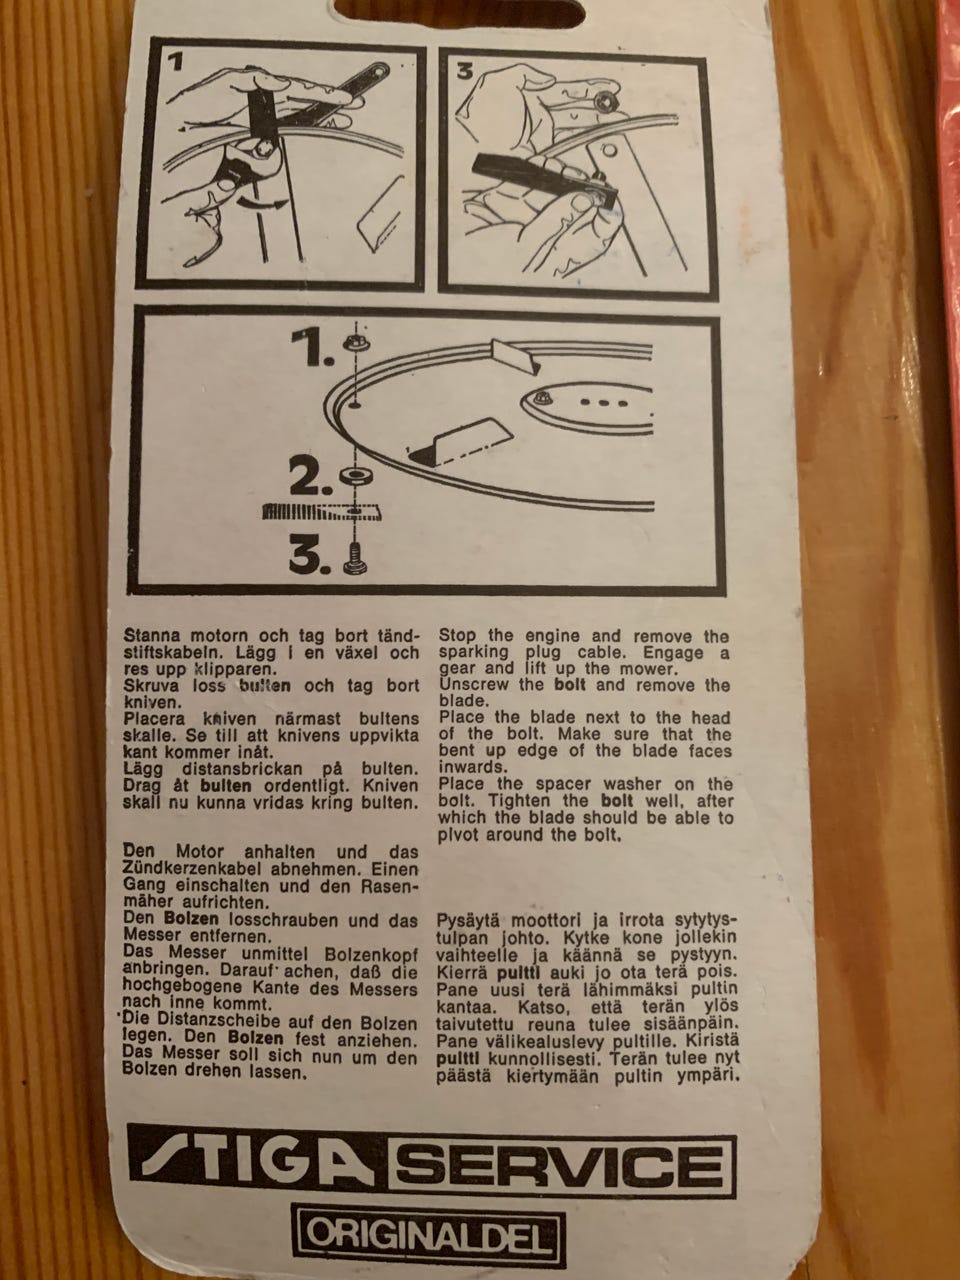 1
3
1.
2.
3.
Stanna motorn och tag bort tänd-
stiftskabeln. Lägg i en växel och
res upp klipparen.
Skruva loss bulten och tag bort
kniven.
Placera kniven närmast bultens
skalle. Se till att knivens uppvikta
kant kommer inåt.
Lägg distansbrickan på bulten.
Drag åt bulten ordentligt. Kniven
skall nu kunna vridas kring bulten.
Stop the engine and remove the
sparking plug cable. Engage a
gear and lift up the mower.
Unscrew the bolt and remove the
blade.
Place the blade next to the head
of the bolt. Make sure that the
bent up edge of the blade faces
inwards.
Place the spacer washer on the
bolt. Tighten the bolt well, after
which the blade should be able to
pivot around the bolt.
Den Motor anhalten und das
Zündkerzenkabel abnehmen. Einen
Gang einschalten und den Rasen-
mäher aufrichten.
Den Bolzen losschrauben und das
Messer entfernen.
Das Messer unmittel Bolzenkopf
anbringen. Darauf achen, daß die
hochgebogene Kante des Messers
nach inne kommt.
Die Distanzscheibe auf den Bolzen
legen. Den Bolzen fest anziehen.
Das Messer soll sich nun um den
Bolzen drehen lassen.
Pysäytä moottori ja irrota sytytys-
tulpan johto. Kytke kone jollekin
vaihteelle ja käännä se pystyyn.
Kierrä pultti auki jo ota terä pois.
Pane uusi terä lähimmäksi pultin
kantaa. Katso, että terän ylös
taivutettu reuna tulee sisäänpäin.
Pane välikealuslevy pultille. Kiristä
pultti kunnollisesti. Terän tulee nyt
päästä kiertymään pultin ympäri.
STIGA SERVICE
ORIGINALDEL